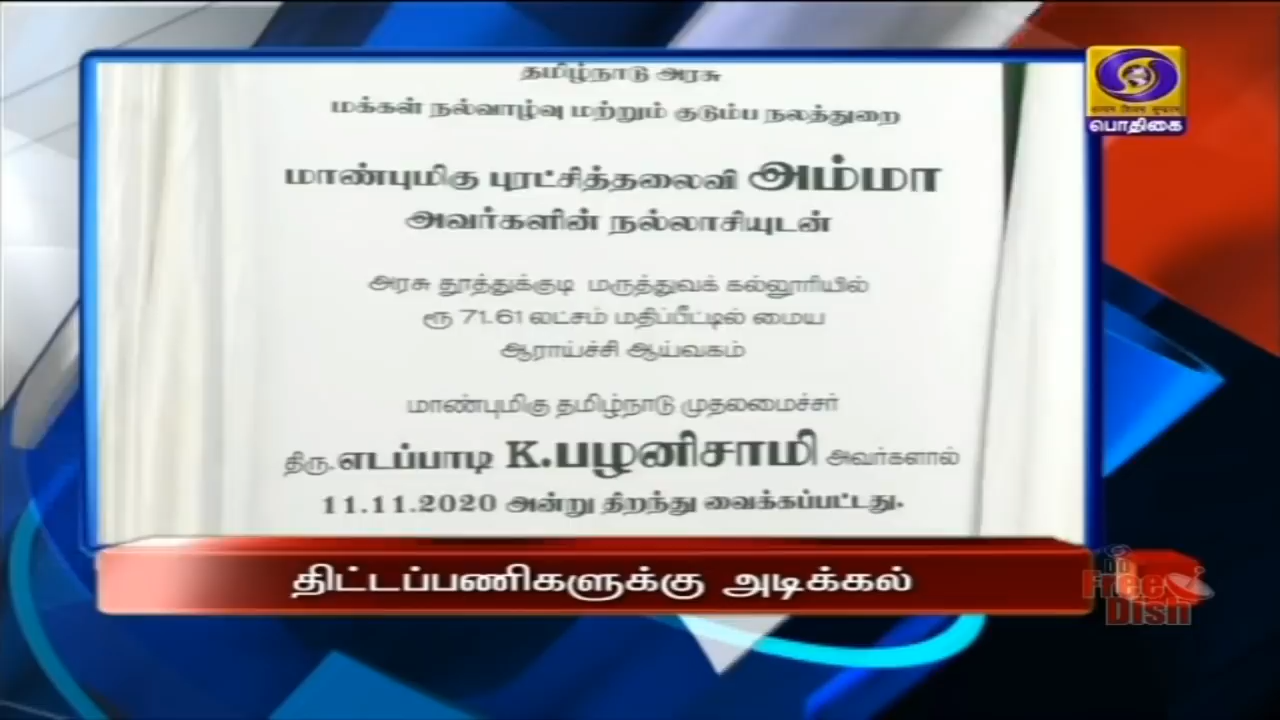 தமிழ்நாடு அரசு
மக்கள் நல்வாழ்வு மற்றும் குடும்ப நலத்துறை
மாண்புமிகு புரட்சித்தலைவி அம்மா
அவர்களின் நல்லாசியுடன்
அரசு தூத்துக்குடி மருத்துவக் கல்லூரியில்
ரூ 71.61 லட்சம் மதிப்பீட்டில் மைய
ஆராய்ச்சி ஆய்வகம்
மாண்புமிகு தமிழ்நாடு முதலமைச்சர்
திரு.எடப்பாடி K.பழனிசாமி அவர்களால்
11.11.2020 அன்று திறந்து வைக்கப்பட்டது.
திட்டப்பணிகளுக்கு அடிக்கல்
பொதிகை
DD
Free
Dish